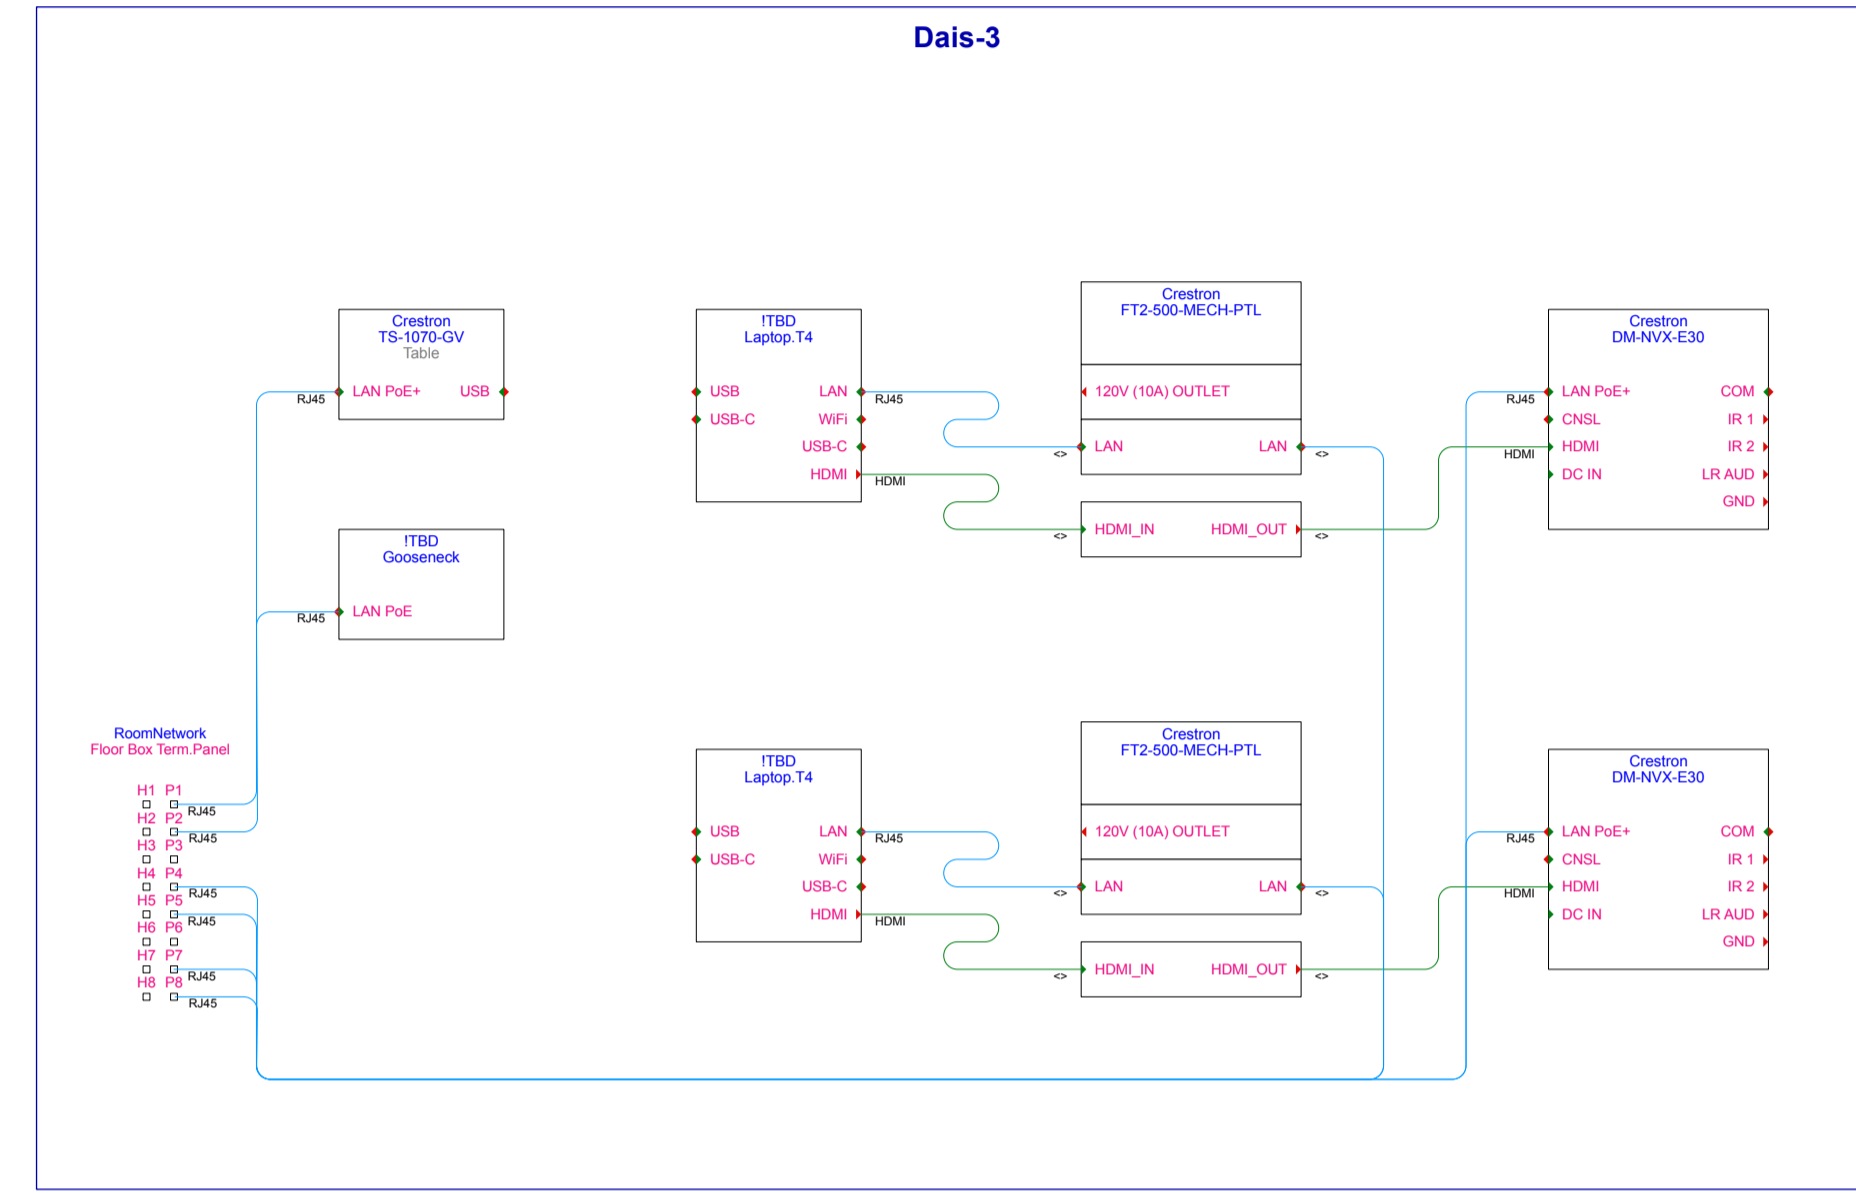 Dais-3
Crestron
TS-1070-GV
Table
LAN PoE+ USB
RJ45
!TBD
Gooseneck
LAN PoE
RJ45
RoomNetwork
Floor Box Term.Panel
H1 P1
RJ45
H2 P2
RJ45
H3 P3
H4 P4
RJ45
H5 P5
RJ45
H6 P6
H7 P7
RJ45
H8 P8
RJ45
!TBD
Laptop.T4
USB LAN
RJ45
USB-C WiFi
USB-C
HDMI
HDMI
Crestron
FT2-500-MECH-PTL
120V (10A) OUTLET
LAN LAN
<> <>
HDMI_IN HDMI_OUT
<> <>
Crestron
DM-NVX-E30
LAN PoE+ COM
RJ45
CNSL IR 1
HDMI IR 2
HDMI
DC IN LR AUD
GND
!TBD
Laptop.T4
USB LAN
RJ45
USB-C WiFi
USB-C
HDMI
HDMI
Crestron
FT2-500-MECH-PTL
120V (10A) OUTLET
LAN LAN
<> <>
HDMI_IN HDMI_OUT
<> <>
Crestron
DM-NVX-E30
LAN PoE+ COM
RJ45
CNSL IR 1
HDMI IR 2
HDMI
DC IN LR AUD
GND